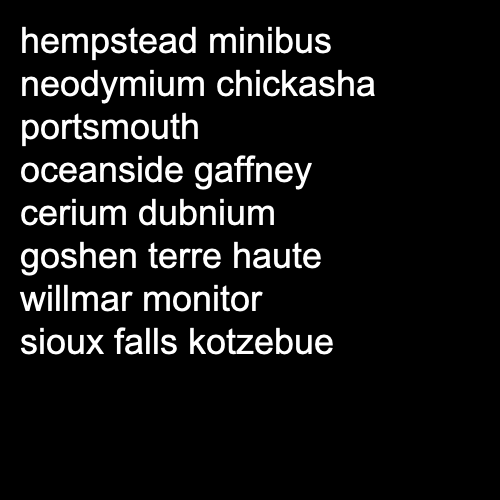 hempstead minibus
neodymium chickasha
portsmouth
oceanside gaffney
cerium dubnium
goshen terre haute
willmar monitor
sioux falls kotzebue